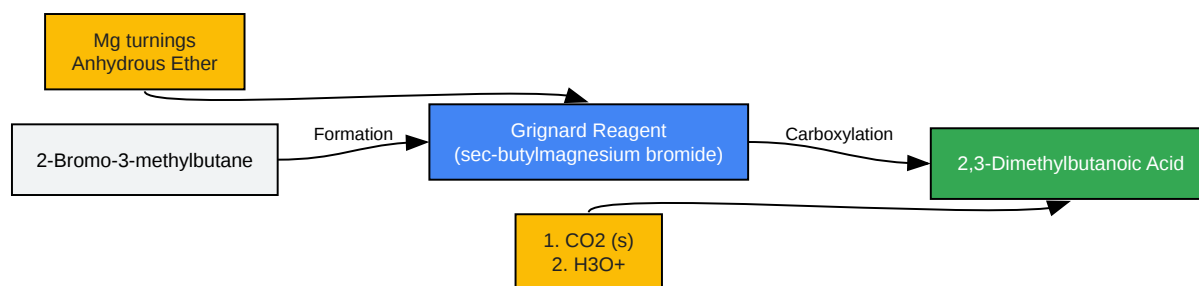 Mg turnings
Anhydrous Ether
2-Bromo-3-methylbutane
Formation
Grignard Reagent
(sec-butylmagnesium bromide)
Carboxylation
2,3-Dimethylbutanoic Acid
1. CO2 (s)
2. H3O+